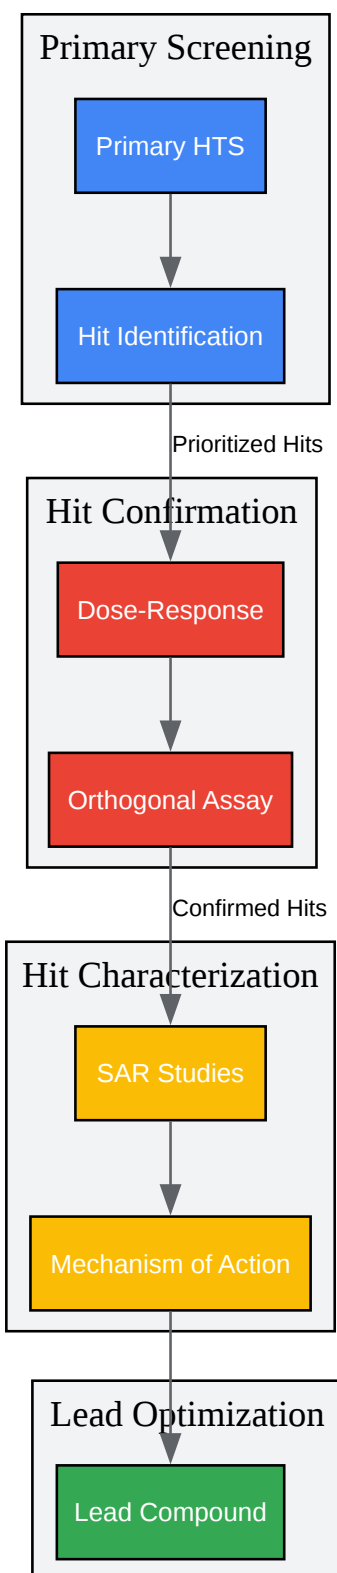 Primary Screening
Primary HTS
Hit Identification
Prioritized Hits
Hit Confirmation
Dose-Response
Orthogonal Assay
Confirmed Hits
Hit Characterization
SAR Studies
Mechanism of Action
Lead Optimization
Lead Compound